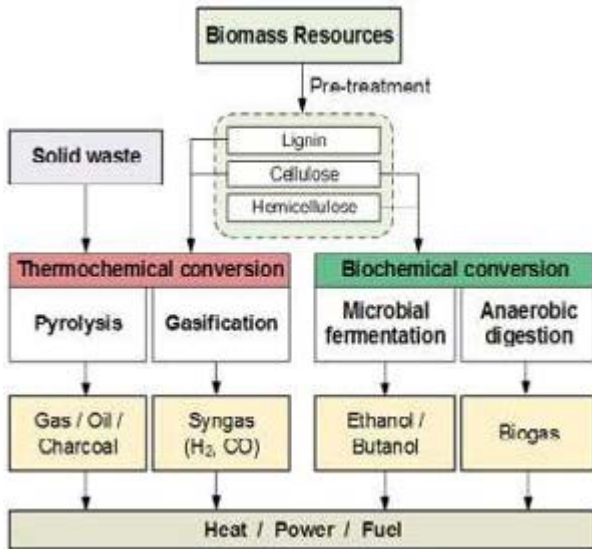 Biomass Resources
Pre-treatment
Solid waste
Lignin
Cellulose
Hemicellulose
Thermochemical conversion
Biochemical conversion
Pyrolysis
Gasification
Microbial
fermentation
Anaerobic
digestion
Gas / Oil /
Charcoal
Syngas
(H₂, CO)
Ethanol /
Butanol
Biogas
Heat / Power / Fuel